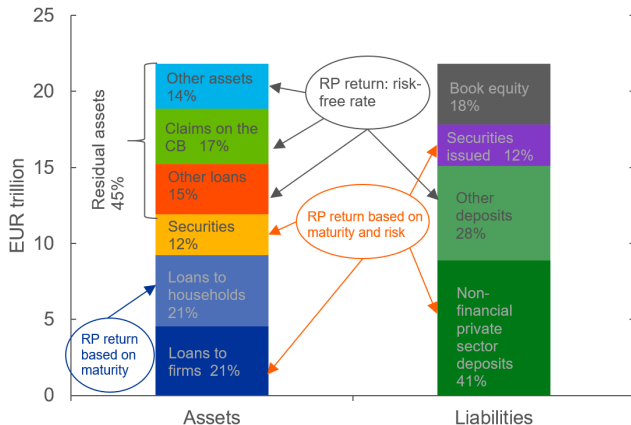 25
20
15
10
5
0
EUR trillion
Residual assets
45%
Other assets
14%
Claims on the
CB 17%
Other loans
15%
Securities
12%
Loans to
households
21%
Loans to
firms 21%
RP return: risk-
free rate
RP return based on
maturity and risk
RP return
based on
maturity
Book equity
18%
Securities
issued 12%
Other
deposits
28%
Non-
financial
private
sector
deposits
41%
Assets
Liabilities